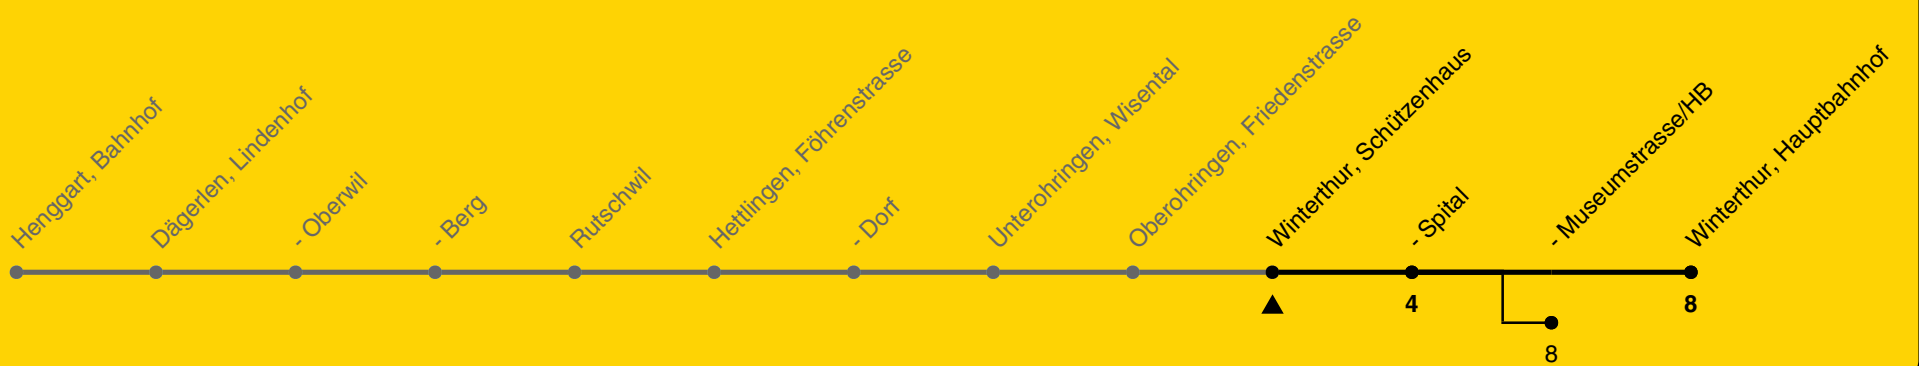 Henggart, Bahnhof
Dägerlen, Lindenhof
- Oberwil
- Berg
Rutschwil
Hettlingen, Föhrenstrasse
- Dorf
Unterohringen, Wisental
Oberohringen, Friedenstrasse
Winterthur, Schützenhaus
- Spital
- Museumstrasse/HB
Winterthur, Hauptbahnhof
4
8
8